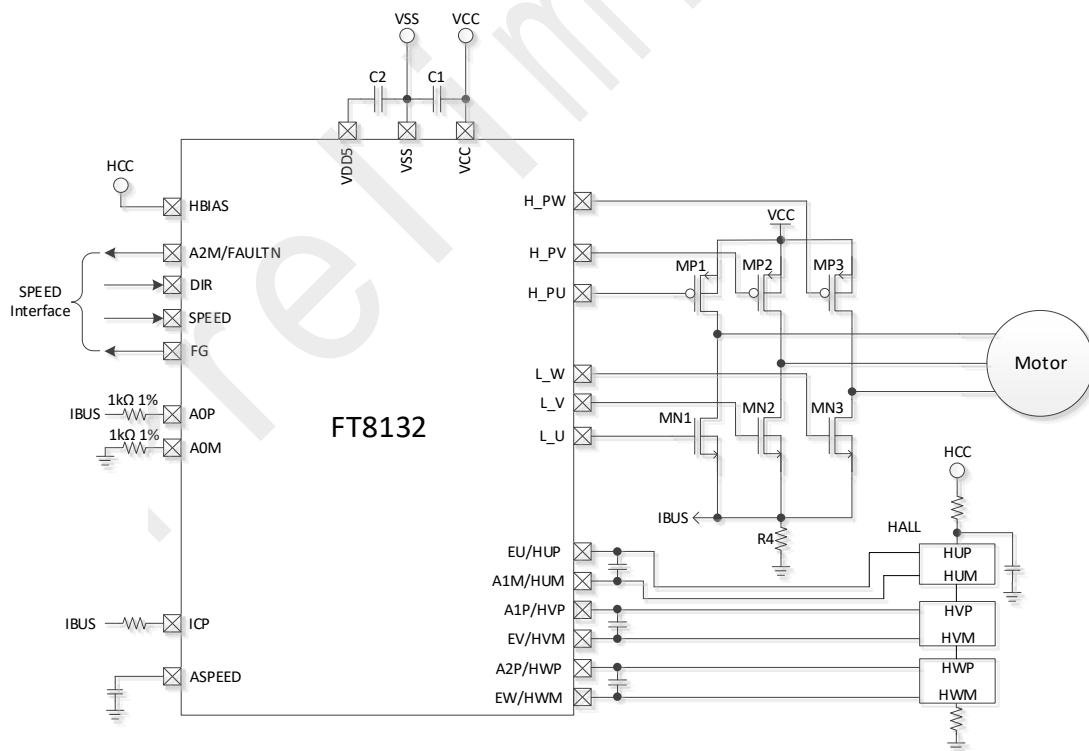 VSS
VCC
C2
C1
VDD5
VSS
VCC
HCC
HBIAS
A2M/FAULTN
DIR
SPEED
FG
SPEED
Interface
IBUS
1kΩ 1%
A0P
1kΩ 1%
A0M
FT8132
IBUS
ICP
ASPEED
H_PW
H_PV
H_PU
L_W
L_V
L_U
VCC
MP1
MP2
MP3
MN1
MN2
MN3
Motor
IBUS
R4
HCC
HALL
EU/HUP
A1M/HUM
A1P/HVP
EV/HVM
A2P/HWP
EW/HWM
HUP
HUM
HVP
HVM
HWP
HWM
relim